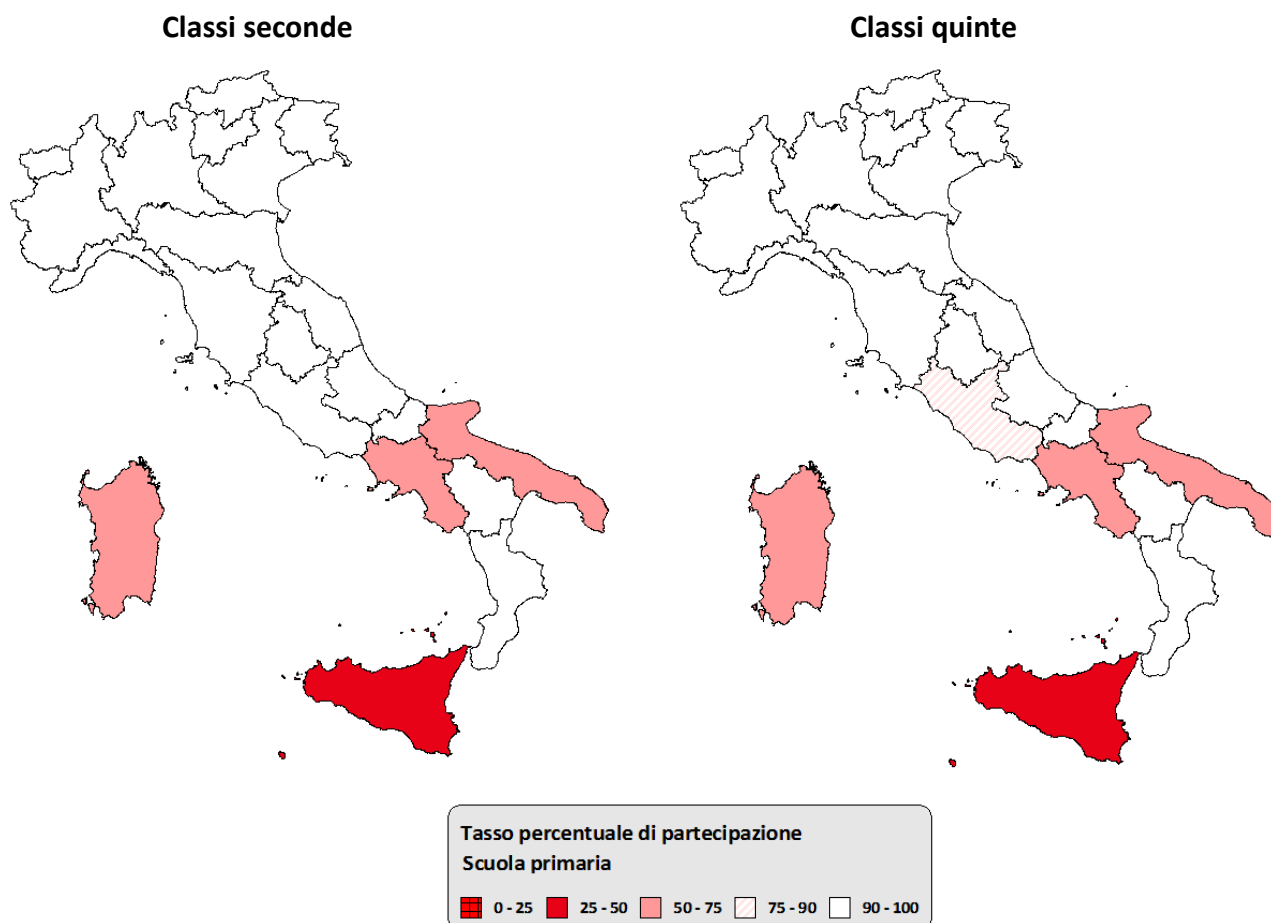 Classi seconde
Classi quinte
Tasso percentuale di partecipazione
Scuola primaria
0 - 25 25 - 50 50 - 75 75 - 90 90 - 100